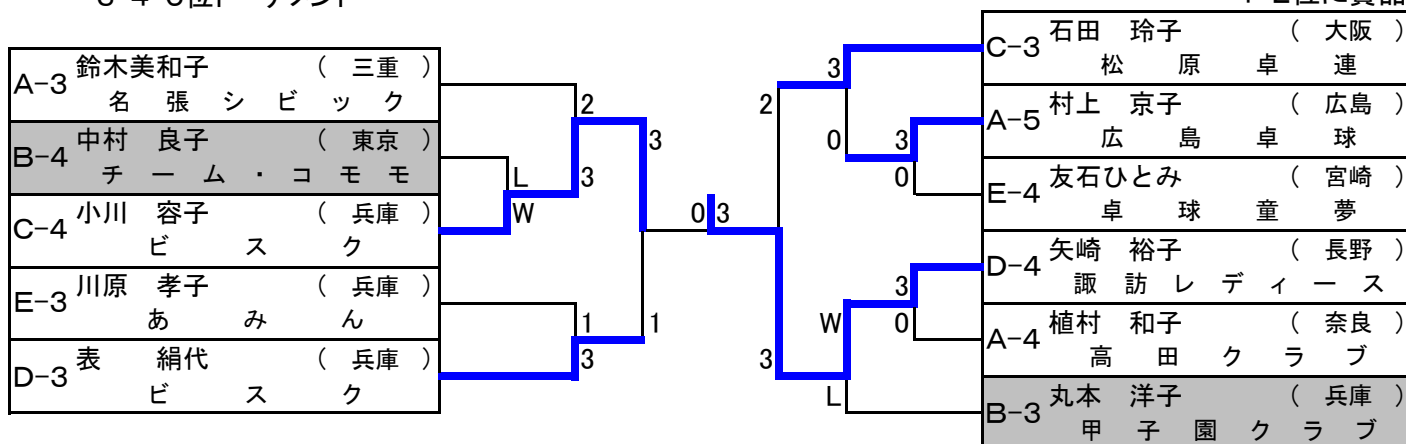 A-3 鈴木美和子 （ 三重 ）
名 張 シ ビ ッ ク
B-4 中村 良子 （ 東京 ）
チ ー ム ・ コ モ モ
C-4 小川 容子 （ 兵庫 ）
ビ ス ク
E-3 川原 孝子 （ 兵庫 ）
あ み ん
D-3 表 絹代 （ 兵庫 ）
ビ ス ク
2
3
L
3
W
1
1
3
0 3
3
2
0
3
0
3
W
0
3
L
C-3 石田 玲子 （ 大阪 ）
松 原 卓 連
A-5 村上 京子 （ 広島 ）
広 島 卓 球
E-4 友石ひとみ （ 宮崎 ）
卓 球 童 夢
D-4 矢崎 裕子 （ 長野 ）
諏 訪 レ デ ィ ー ス
A-4 植村 和子 （ 奈良 ）
高 田 ク ラ ブ
B-3 丸本 洋子 （ 兵庫 ）
甲 子 園 ク ラ ブ